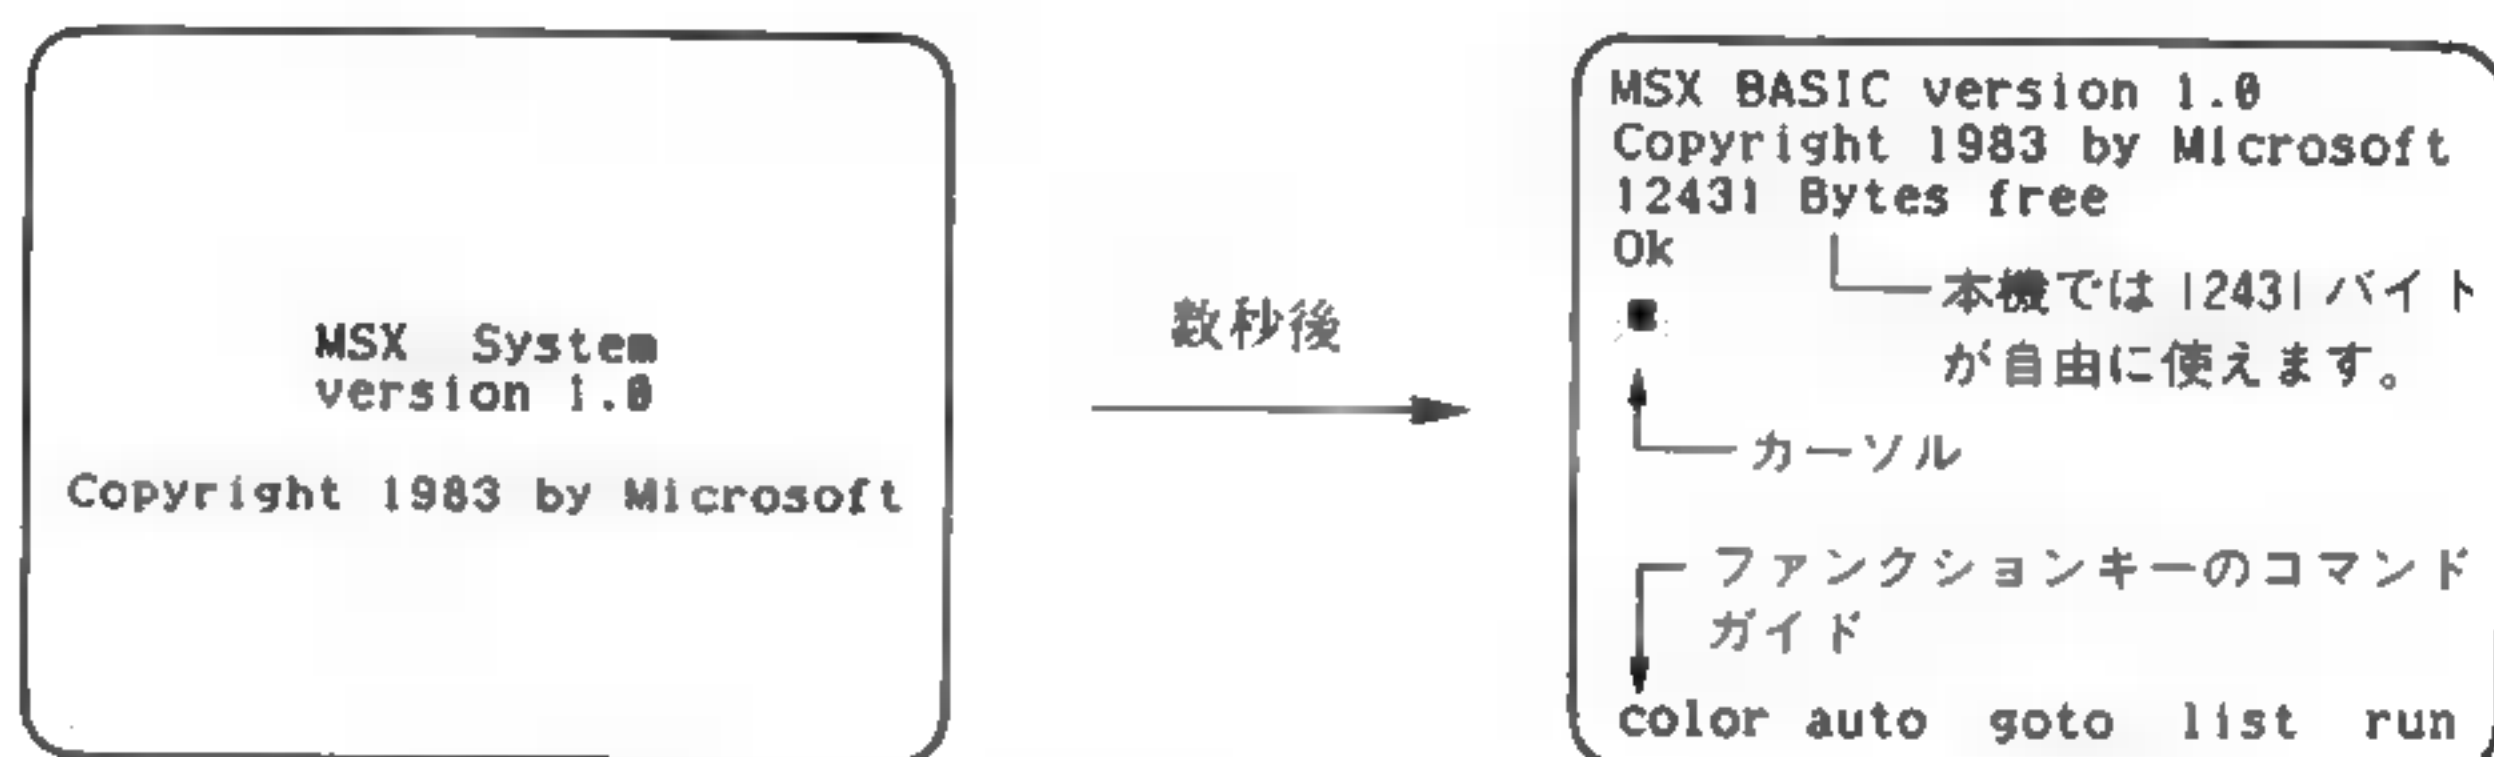 MSX System
version 1.0
Copyright 1983 by Microsoft
数秒後
MSX BASIC version 1.0
Copyright 1983 by Microsoft
12431 Bytes free
Ok
本機では12431バイト
が自由に使えます。
カーソル
ファンクションキーのコマンド
ガイド
color auto goto list run